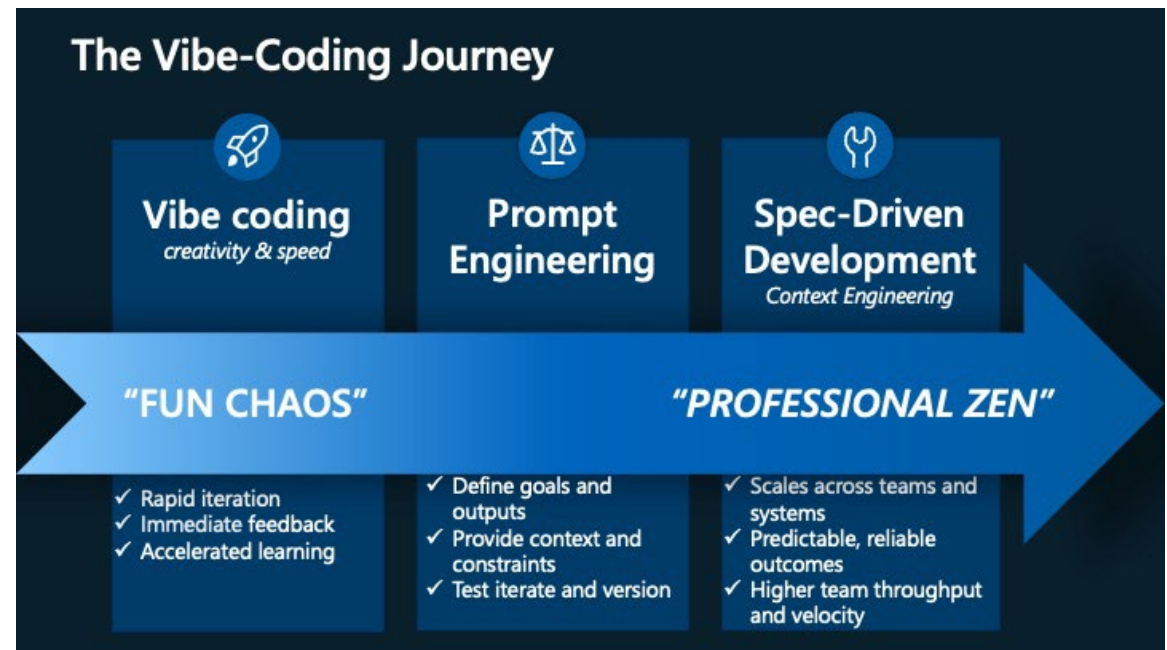 The Vibe-Coding Journey
Vibe coding
creativity & speed
Prompt
Engineering
Spec-Driven
Development
Context Engineering
“FUN CHAOS”
“PROFESSIONAL ZEN”
✓ Rapid iteration
✓ Immediate feedback
✓ Accelerated learning
✓ Define goals and
outputs
✓ Provide context and
constraints
✓ Test iterate and version
✓ Scales across teams and
systems
✓ Predictable, reliable
outcomes
✓ Higher team throughput
and velocity